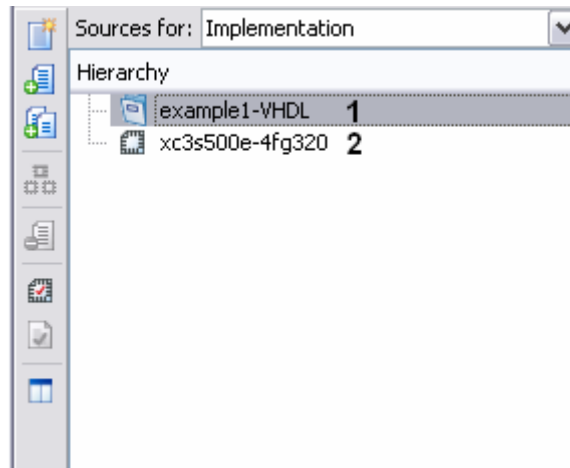 Sources for: Implementation
Hierarchy
example1-VHDL 1
xc3s500e-4fg320 2